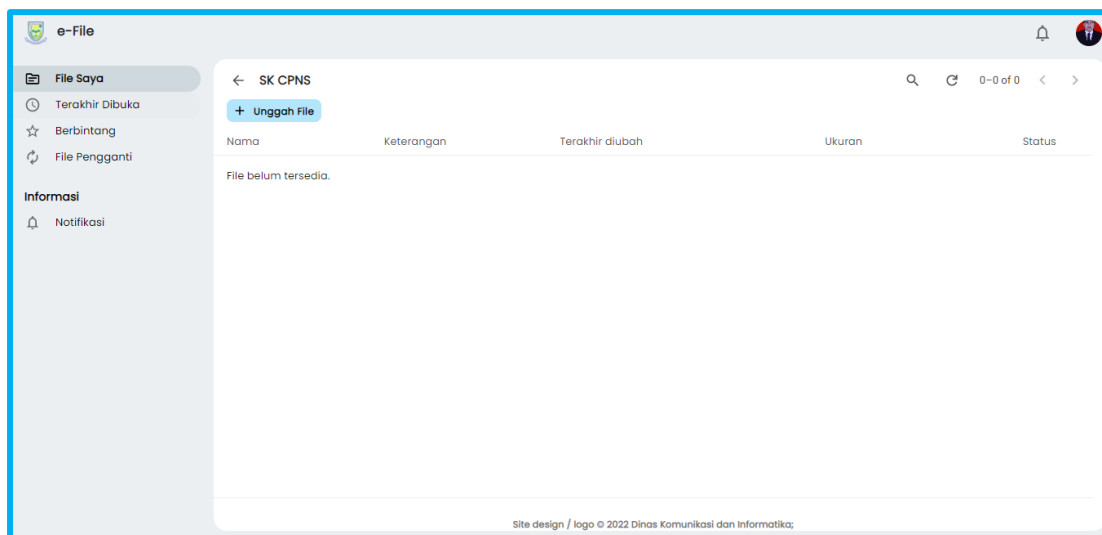 e-File
File Saya
Terakhir Dibuka
Berbintang
File Pengganti
Informasi
Notifikasi
SK CPNS
0-0 of 0
+ Unggah File
Nama Keterangan Terakhir diubah Ukuran Status
File belum tersedia.
Site design / logo © 2022 Dinas Komunikasi dan Informatika;